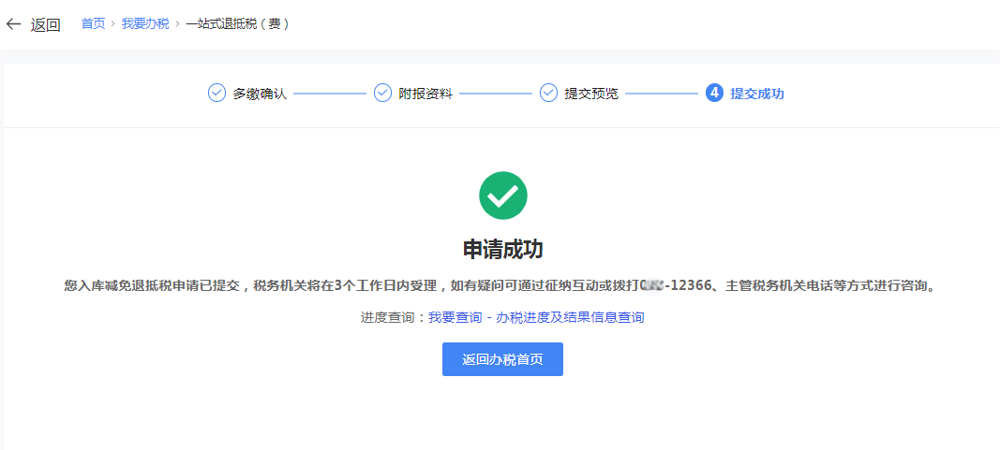 返回 首页 > 我要办税 > 一站式退抵税（费）
多缴确认 附报资料 提交预览 4 提交成功
申请成功
您入库减免退抵税申请已提交，税务机关将在3个工作日内受理，如有疑问可通过征纳互动或拨打-12366、主管税务机关电话等方式进行咨询。
进度查询：我要查询 - 办税进度及结果信息查询
返回办税首页